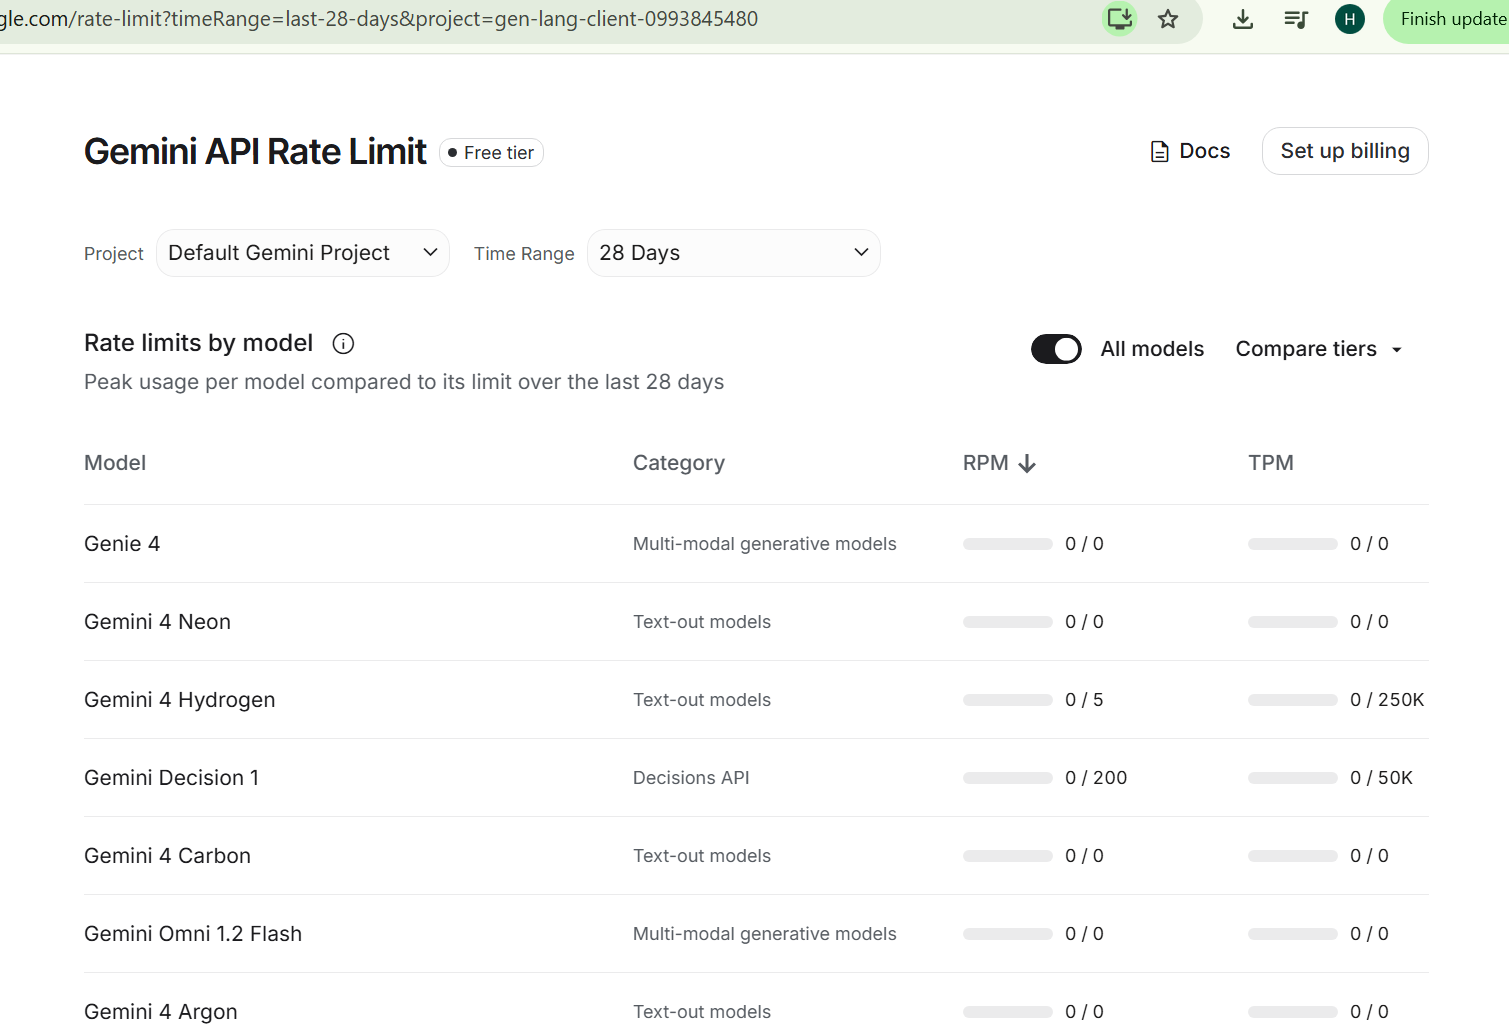 gle.com/rate-limit?timeRange=last-28-days&project=gen-lang-client-0993845480
H
Finish update
Gemini API Rate Limit
Free tier
Docs
Set up billing
Project
Default Gemini Project
Time Range
28 Days
Rate limits by model
All models
Compare tiers
Peak usage per model compared to its limit over the last 28 days
Model Category RPM TPM
Genie 4 Multi-modal generative models 0 / 0 0 / 0
Gemini 4 Neon Text-out models 0 / 0 0 / 0
Gemini 4 Hydrogen Text-out models 0 / 5 0 / 250K
Gemini Decision 1 Decisions API 0 / 200 0 / 50K
Gemini 4 Carbon Text-out models 0 / 0 0 / 0
Gemini Omni 1.2 Flash Multi-modal generative models 0 / 0 0 / 0
Gemini 4 Argon Text-out models 0 / 0 0 / 0